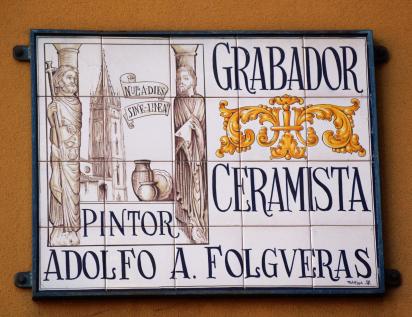 GRABADOR
NULLA DIES
SINE LINEA
CERAMISTA
PINTOR
ADOLFO A. FOLGVERAS